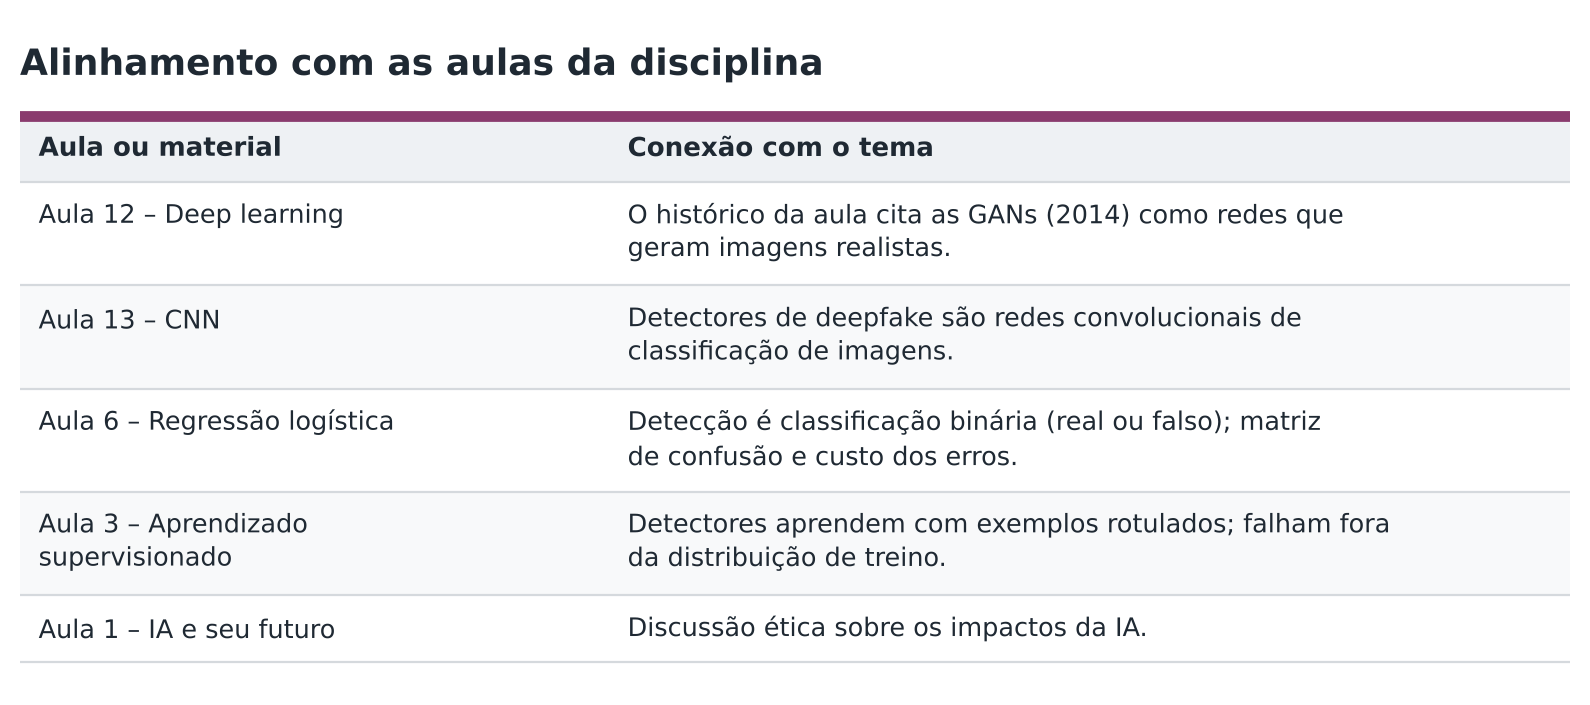 Alinhamento com as aulas da disciplina
Aula ou material
Conexão com o tema
Aula 12 – Deep learning
O histórico da aula cita as GANs (2014) como redes que
geram imagens realistas.
Aula 13 – CNN
Detectores de deepfake são redes convolucionais de
classificação de imagens.
Aula 6 – Regressão logística
Detecção é classificação binária (real ou falso); matriz
de confusão e custo dos erros.
Aula 3 – Aprendizado
supervisionado
Detectores aprendem com exemplos rotulados; falham fora
da distribuição de treino.
Aula 1 – IA e seu futuro
Discussão ética sobre os impactos da IA.